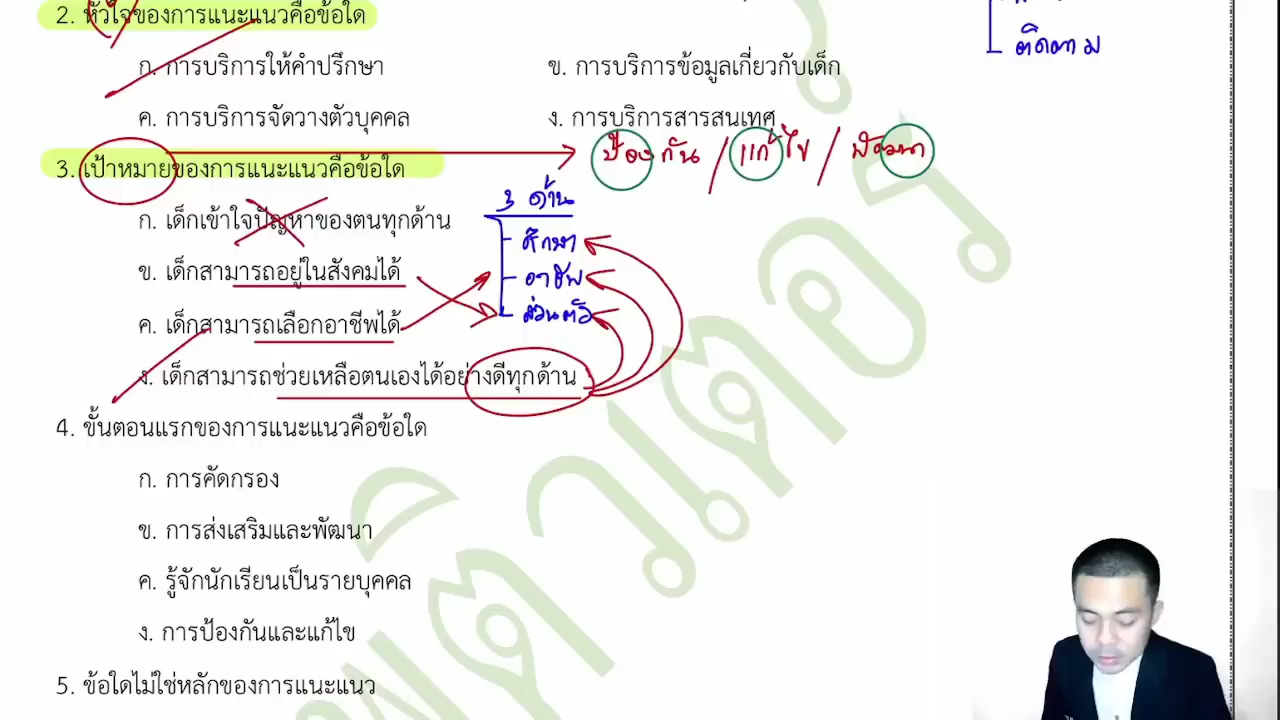 2. หัวใจของการแนะแนวคือข้อใด
ติดตาม
ก. การบริการให้คำปรึกษา
ข. การบริการข้อมูลเกี่ยวกับเด็ก
ค. การบริการจัดวางตัวบุคคล
ง. การบริการสารสนเทศ
ป้องกัน / แก้ไข / พัฒนา
3. เป้าหมายของการแนะแนวคือข้อใด
3 ด้าน
ก. เด็กเข้าใจปัญหาของตนทุกด้าน
ศึกษา
ข. เด็กสามารถอยู่ในสังคมได้
อาชีพ
ค. เด็กสามารถเลือกอาชีพได้
ส่วนตัว
ง. เด็กสามารถช่วยเหลือตนเองได้อย่างดีทุกด้าน
4. ขั้นตอนแรกของการแนะแนวคือข้อใด
ก. การคัดกรอง
ข. การส่งเสริมและพัฒนา
ค. รู้จักนักเรียนเป็นรายบุคคล
ง. การป้องกันและแก้ไข
5. ข้อใดไม่ใช่หลักของการแนะแนว